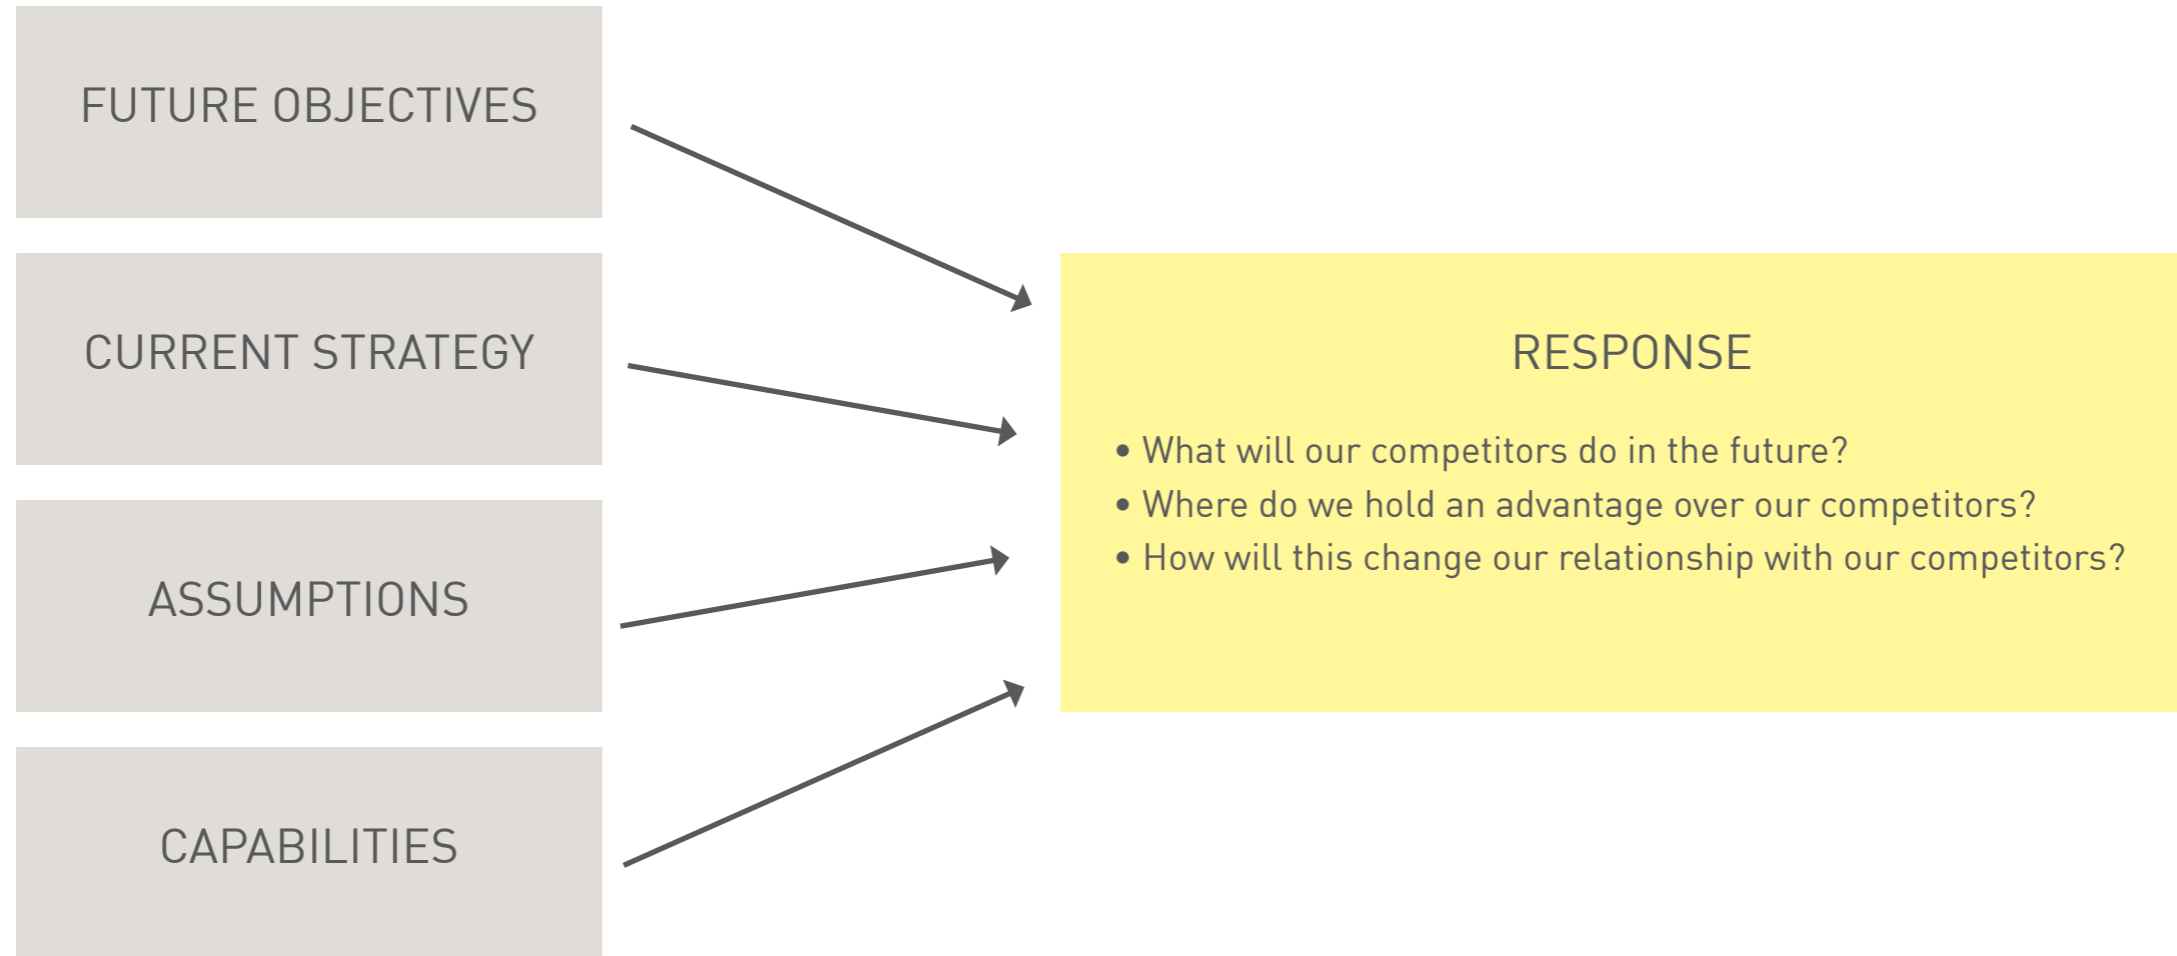 FUTURE OBJECTIVES
CURRENT STRATEGY
ASSUMPTIONS
CAPABILITIES
RESPONSE
• What will our competitors do in the future?
• Where do we hold an advantage over our competitors?
• How will this change our relationship with our competitors?